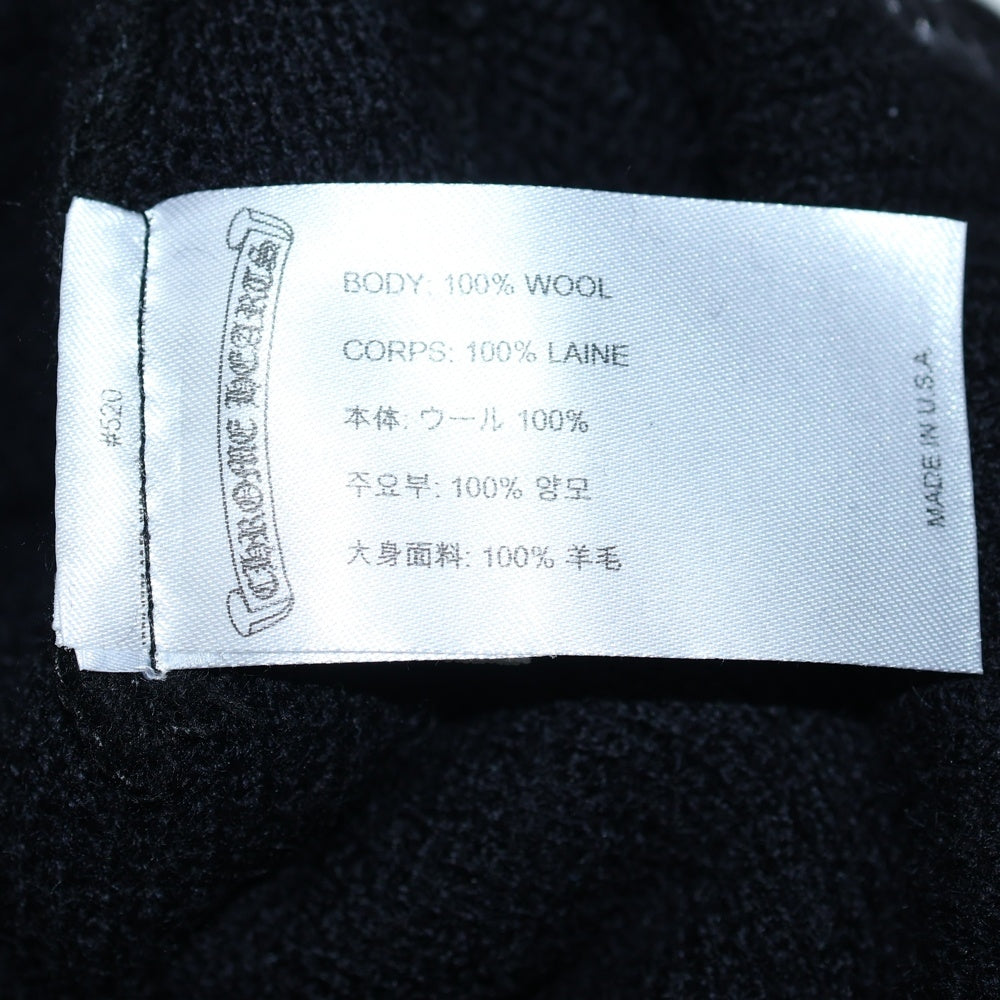 #520
CHROME HEARTS
BODY: 100% WOOL
CORPS: 100% LAINE
本体: ウール 100%
주요부: 100% 양모
大身面料: 100% 羊毛
MADE IN U.S.A